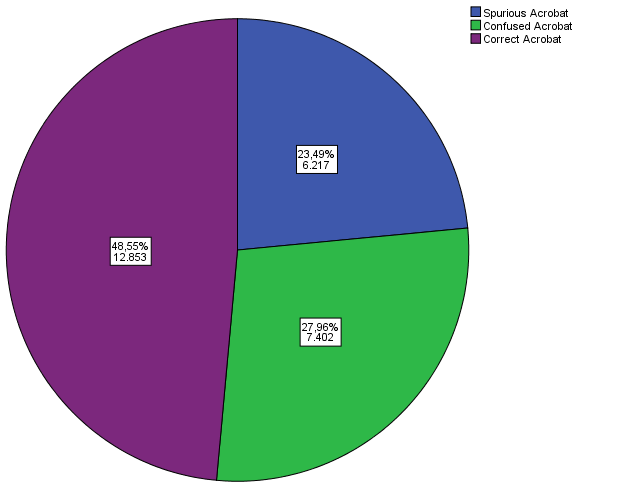 Spurious Acrobat
Confused Acrobat
Correct Acrobat
23,49%
6.217
48,55%
12.853
27,96%
7.402